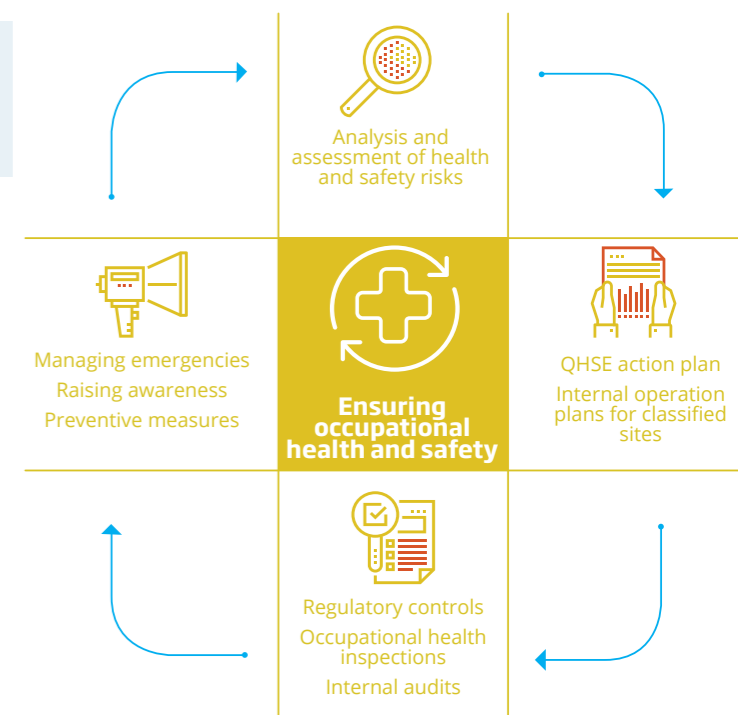 Analysis and
assessment of health
and safety risks
Managing emergencies
Raising awareness
Preventive measures
Ensuring
occupational
health and safety
QHSE action plan
Internal operation
plans for classified
sites
Regulatory controls
Occupational health
inspections
Internal audits